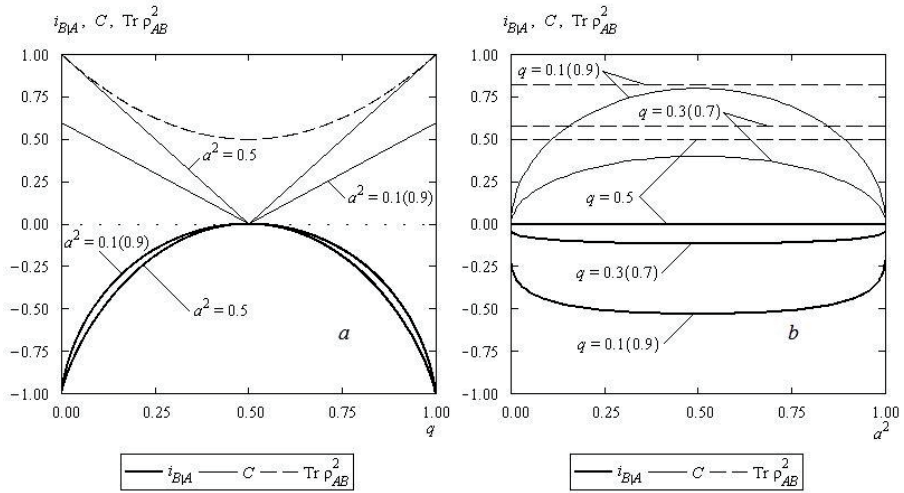 i_{B|A}, C, Tr ρ_{AB}^2
1.00
0.75
0.50
0.25
0.00
−0.25
−0.50
−0.75
−1.00
a² = 0.5
a² = 0.1(0.9)
a² = 0.1(0.9)
a² = 0.5
a
0.00 0.25 0.50 0.75 1.00
q
i_{B|A} C Tr ρ_{AB}^2
i_{B|A}, C, Tr ρ_{AB}^2
1.00
0.75
0.50
0.25
0.00
−0.25
−0.50
−0.75
−1.00
q = 0.1(0.9)
q = 0.3(0.7)
q = 0.5
q = 0.3(0.7)
q = 0.1(0.9)
b
0.00 0.25 0.50 0.75 1.00
a²
i_{B|A} C Tr ρ_{AB}^2